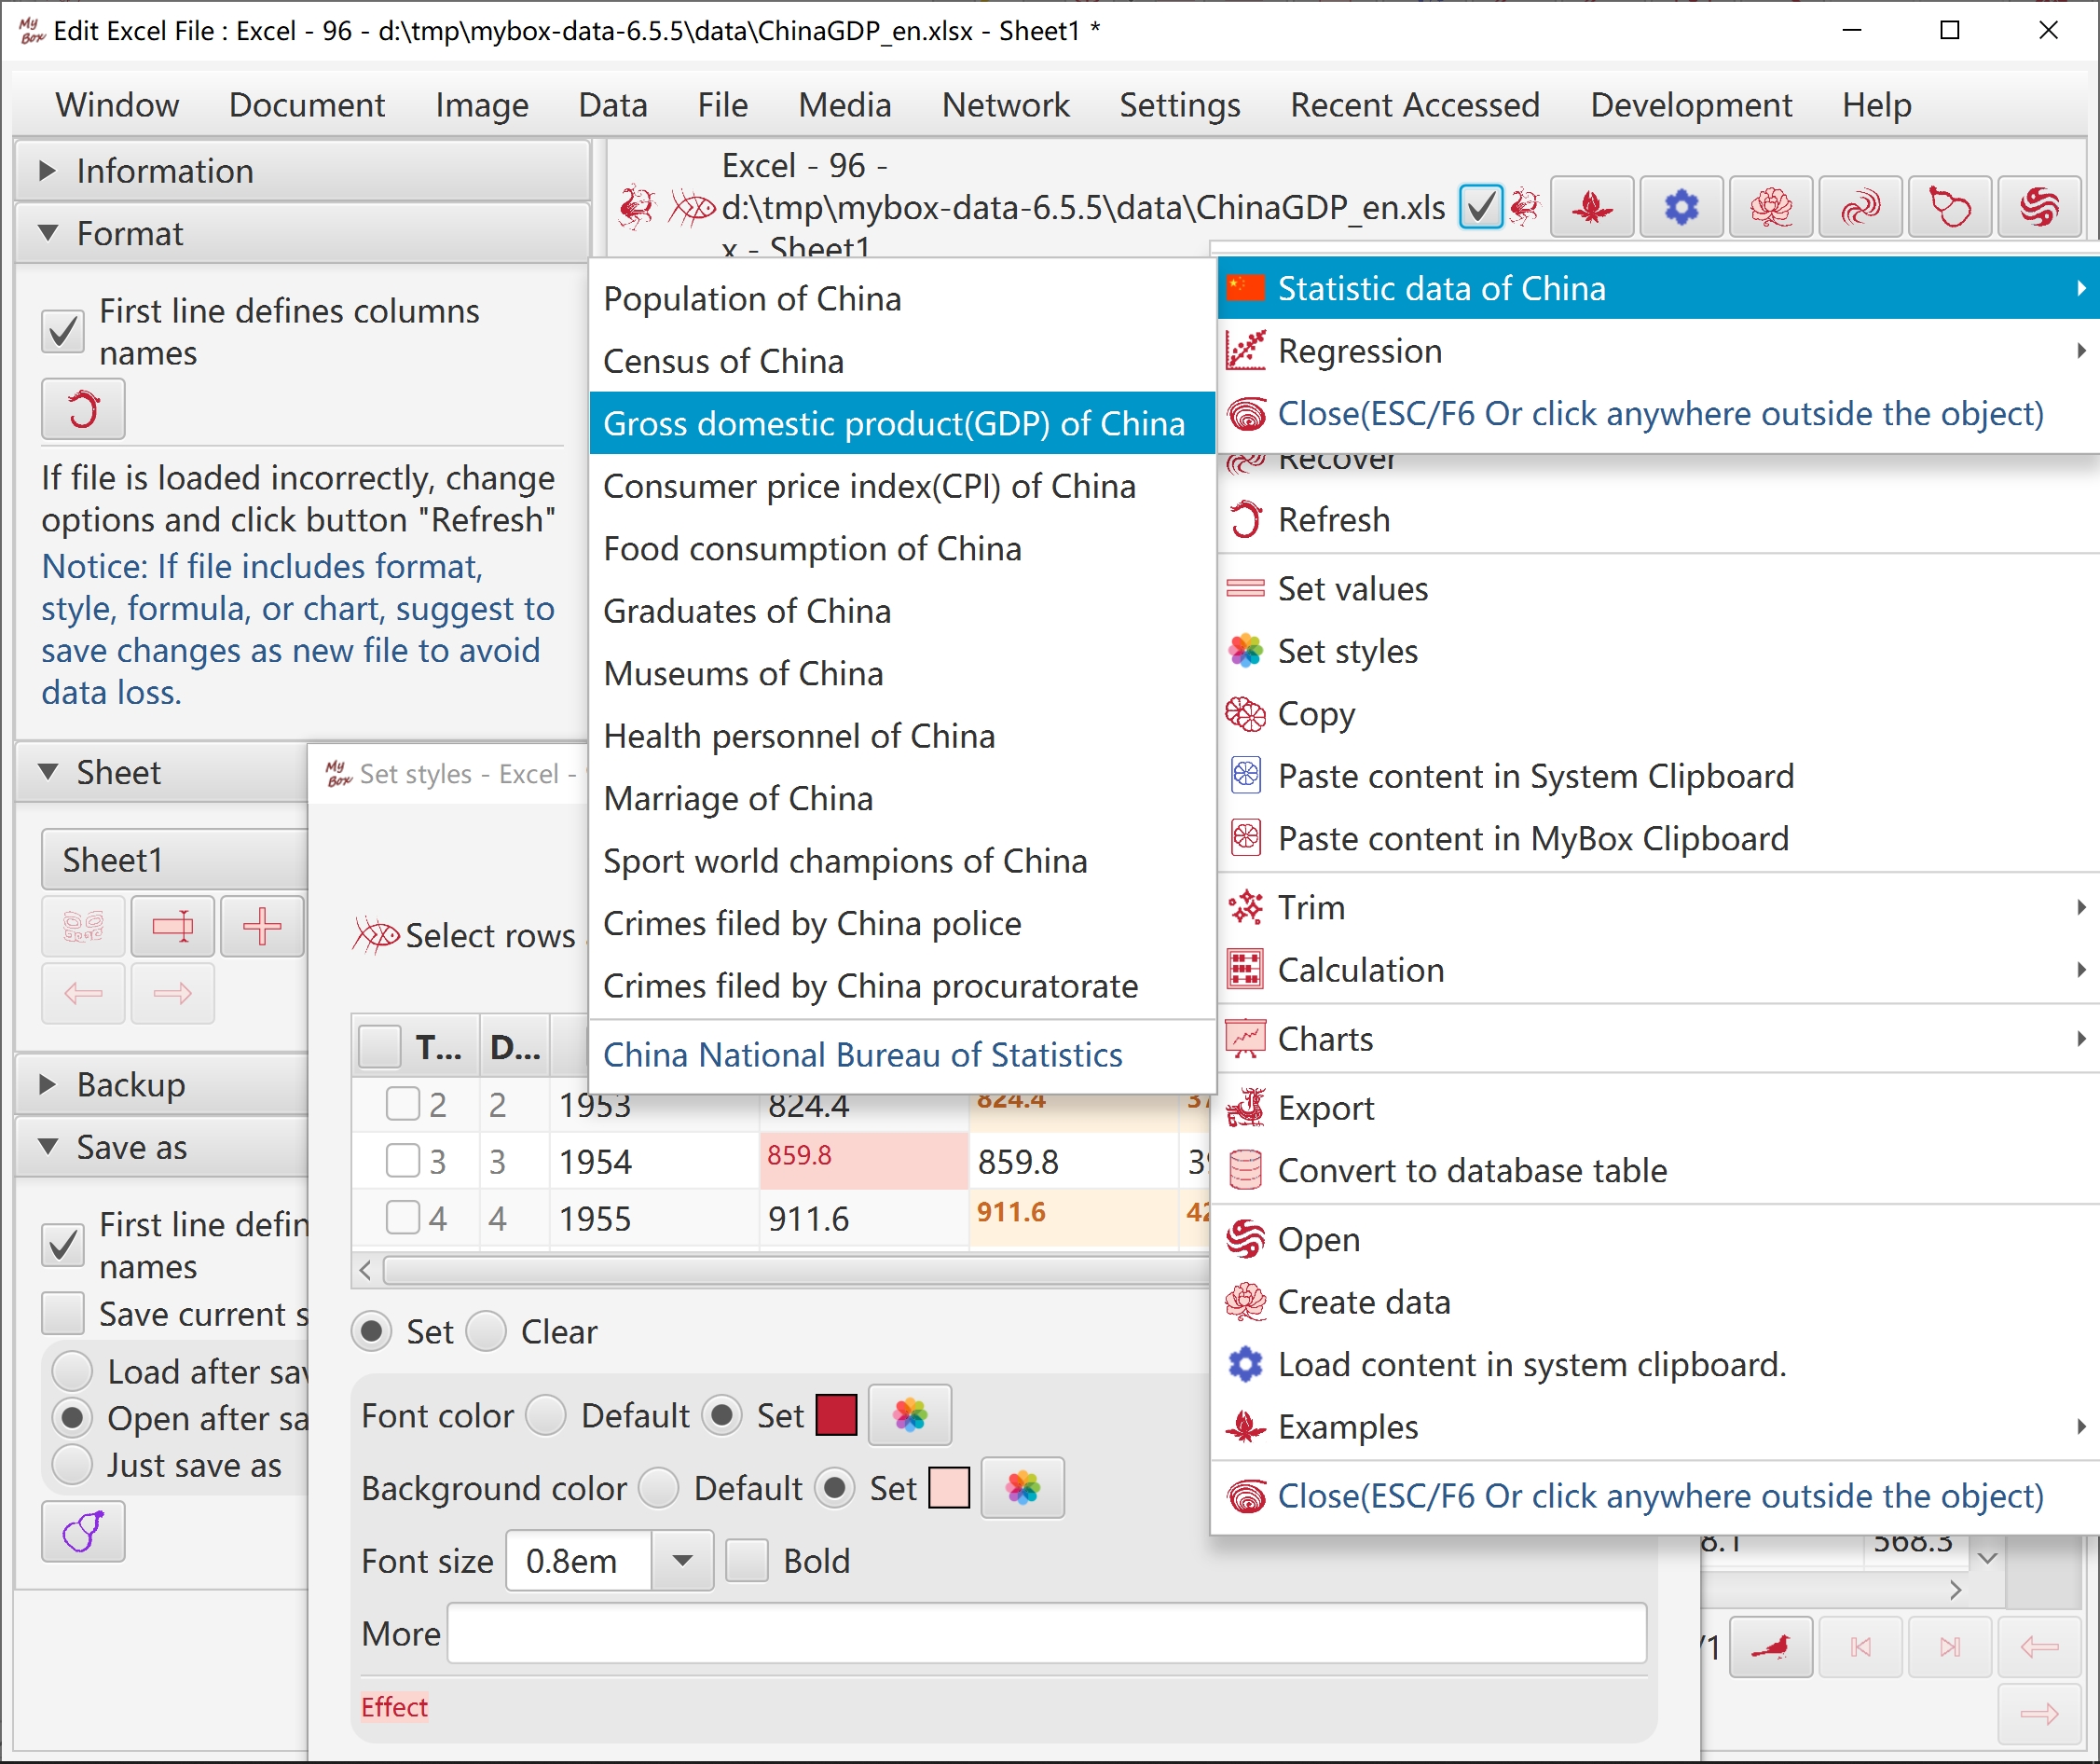 My Box Edit Excel File : Excel - 96 - d:\tmp\mybox-data-6.5.5\data\ChinaGDP_en.xlsx - Sheet1 *
Window Document Image Data File Media Network Settings Recent Accessed Development Help
Information
Format
First line defines columns
names
If file is loaded incorrectly, change
options and click button "Refresh"
Notice: If file includes format,
style, formula, or chart, suggest to
save changes as new file to avoid
data loss.
Sheet
Sheet1
Backup
Save as
First line defin
names
Save current s
Load after sav
Open after sa
Just save as
Excel - 96 -
d:\tmp\mybox-data-6.5.5\data\ChinaGDP_en.xls
x - Sheet1
Population of China
Census of China
Gross domestic product(GDP) of China
Consumer price index(CPI) of China
Food consumption of China
Graduates of China
Museums of China
Health personnel of China
Marriage of China
Sport world champions of China
Crimes filed by China police
Crimes filed by China procuratorate
China National Bureau of Statistics
Statistic data of China
Regression
Close(ESC/F6 Or click anywhere outside the object)
Recover
Refresh
Set values
Set styles
Copy
Paste content in System Clipboard
Paste content in MyBox Clipboard
Trim
Calculation
Charts
Export
Convert to database table
Open
Create data
Load content in system clipboard.
Examples
Close(ESC/F6 Or click anywhere outside the object)
My Box Set styles - Excel -
Select rows
T... D...
2 2 1953 824.4 824.4 37
3 3 1954 859.8 859.8 39
4 4 1955 911.6 911.6 42
Set Clear
Font color Default Set
Background color Default Set
Font size 0.8em Bold
More
Effect
8.1 568.3
/1